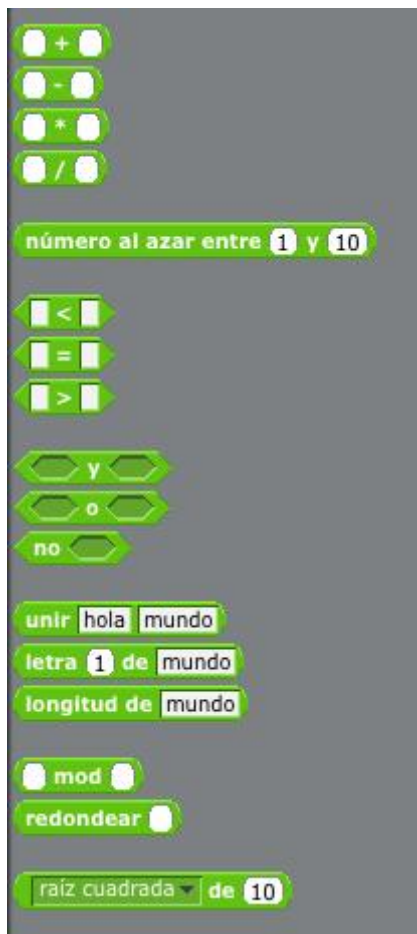 +
-
*
/
número al azar entre 1 y 10
<
=
>
y
o
no
unir hola mundo
letra 1 de mundo
longitud de mundo
mod
redondear
raíz cuadrada de 10